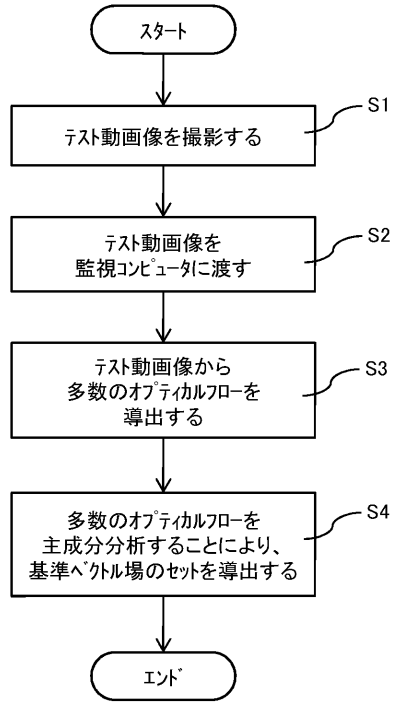 ｽﾀｰﾄ
ﾃｽﾄ動画像を撮影する
S1
ﾃｽﾄ動画像を
監視ｺﾝﾋﾟｭｰﾀに渡す
S2
ﾃｽﾄ動画像から
多数のｵﾌﾟﾃｨｶﾙﾌﾛｰを
導出する
S3
多数のｵﾌﾟﾃｨｶﾙﾌﾛｰを
主成分分析することにより、
基準ﾍﾞｸﾄﾙ場のｾｯﾄを導出する
S4
ｴﾝﾄﾞ